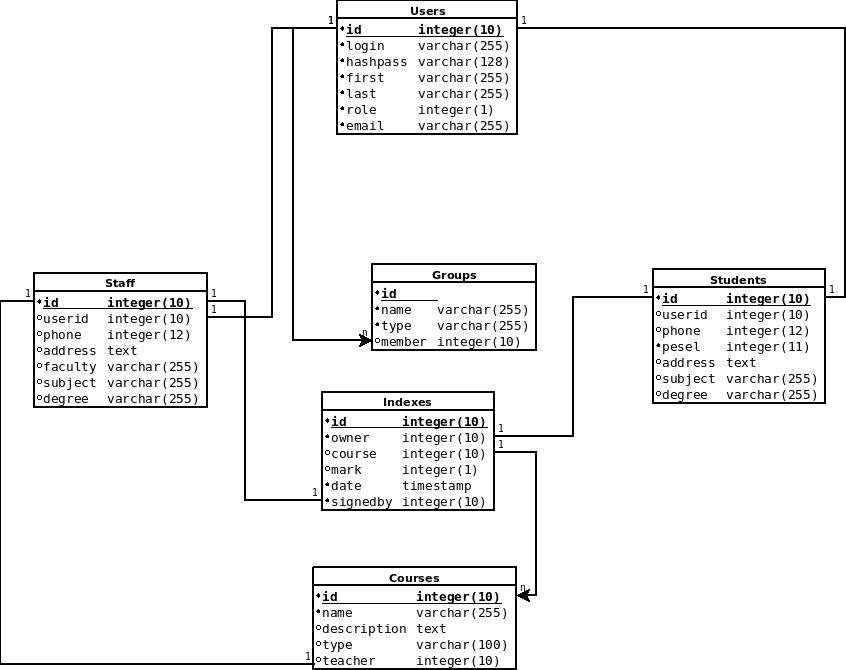 Users
1 1
id integer(10)
login varchar(255)
hashpass varchar(128)
first varchar(255)
last varchar(255)
role integer(1)
email varchar(255)
Staff
1 1
id integer(10)
1
userid integer(10)
phone integer(12)
address text
faculty varchar(255)
subject varchar(255)
degree varchar(255)
Groups
id
name varchar(255)
type varchar(255)
n
member integer(10)
Students
1 1
id integer(10)
userid integer(10)
phone integer(12)
pesel integer(11)
address text
subject varchar(255)
degree varchar(255)
Indexes
id integer(10)
1
owner integer(10)
1
course integer(10)
mark integer(1)
date timestamp
1
signedby integer(10)
Courses
n
id integer(10)
name varchar(255)
description text
type varchar(100)
1
teacher integer(10)